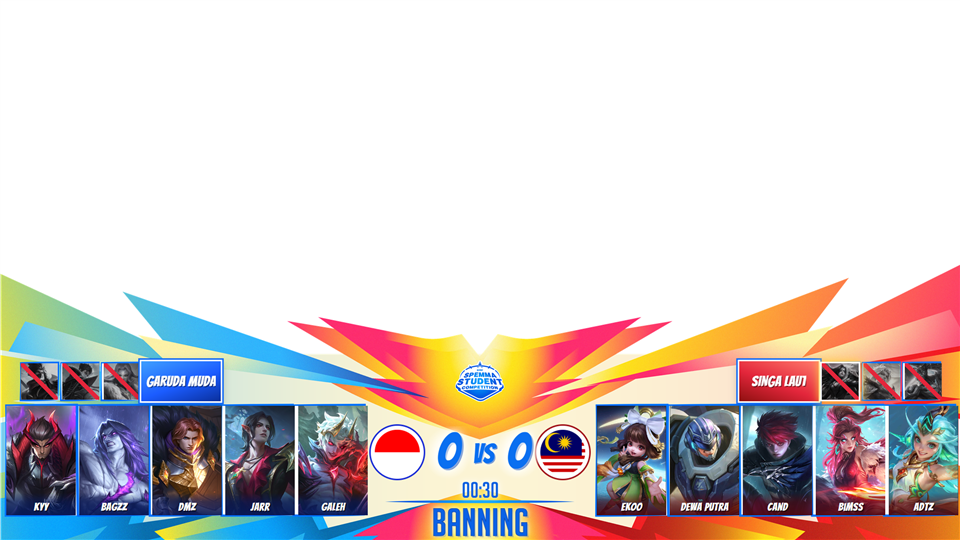 SPEMMA
STUDENT
COMPETITION
GARUDA MUDA
SINGA LAUT
0 VS 0
00:30
BANNING
KYY
BAGZZ
DMZ
JARR
GALEH
EKOO
DEWA PUTRA
CAND
BIMSS
ADTZ